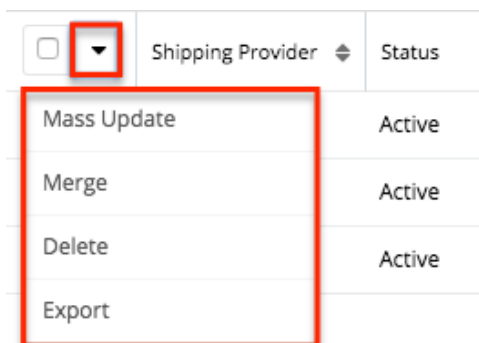 Shipping Provider Status
Mass Update Active
Merge Active
Delete Active
Export